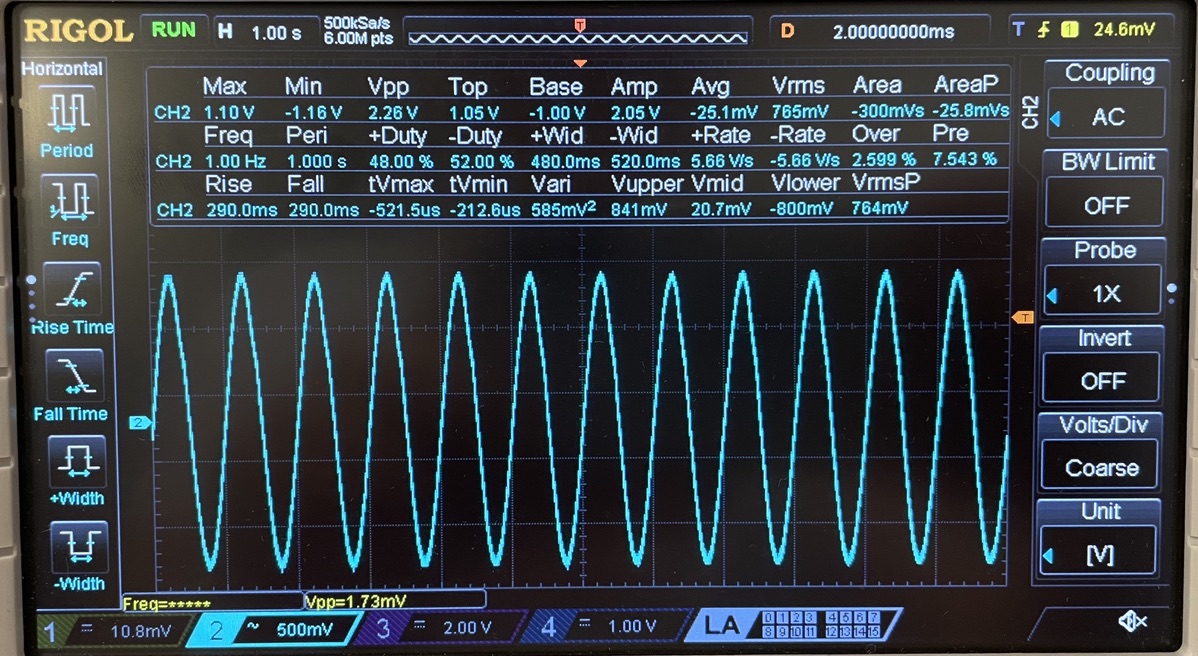 RIGOL RUN H 1.00 s 500kSa/s 6.00M pts T D 2.00000000ms T 1 24.6mV
Horizontal
Period
Freq
Rise Time
Fall Time
+Width
-Width
Max Min Vpp Top Base Amp Avg Vrms Area AreaP
CH2 1.10 V -1.16 V 2.26 V 1.05 V -1.00 V 2.05 V -25.1mV 765mV -300mVs -25.8mVs
Freq Peri +Duty -Duty +Wid -Wid +Rate -Rate Over Pre
CH2 1.00 Hz 1.000 s 48.00 % 52.00 % 480.0ms 520.0ms 5.66 V/s -5.66 V/s 2.599 % 7.543 %
Rise Fall tVmax tVmin Vari Vupper Vmid Vlower VrmsP
CH2 290.0ms 290.0ms -521.5us -212.6us 585mV² 841mV 20.7mV -800mV 764mV
2
T
CH2
Coupling
AC
BW Limit
OFF
Probe
1X
Invert
OFF
Volts/Div
Coarse
Unit
[V]
Freq=***** Vpp=1.73mV
1 = 10.8mV 2 ~ 500mV 3 = 2.00 V 4 = 1.00 V LA 0 1 2 3 4 5 6 7
8 9 10 11 12 13 14 15